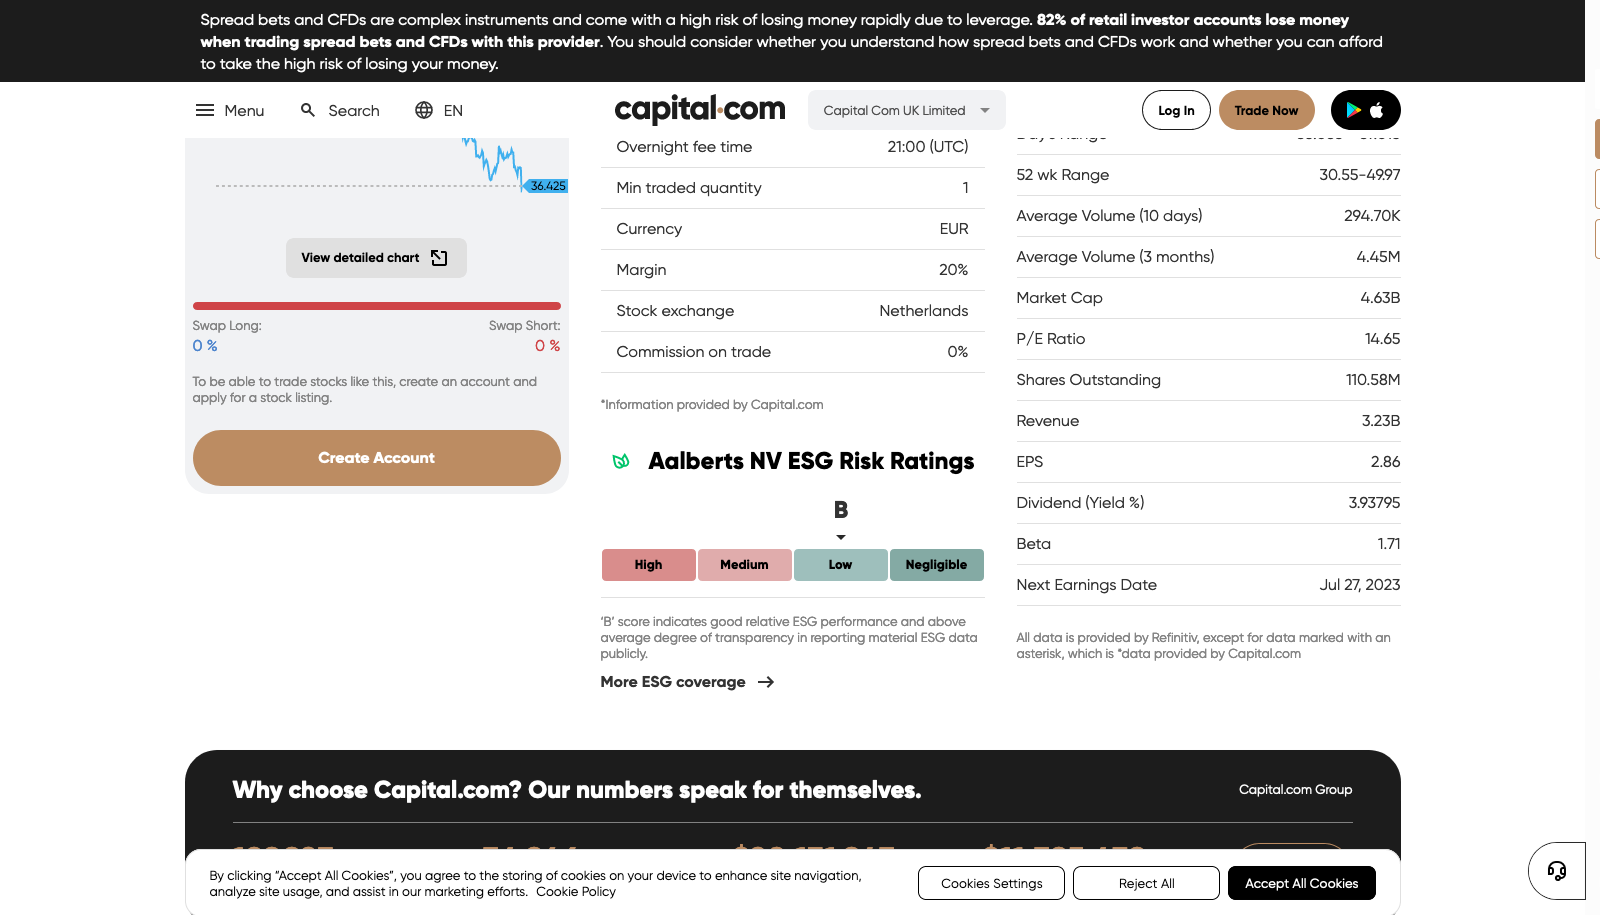 Spread bets and CFDs are complex instruments and come with a high risk of losing money rapidly due to leverage. 82% of retail investor accounts lose money
when trading spread bets and CFDs with this provider. You should consider whether you understand how spread bets and CFDs work and whether you can afford
to take the high risk of losing your money.
Menu
Search
EN
capital.com
Capital Com UK Limited
Log In
Trade Now
36.425
View detailed chart
Swap Long:
Swap Short:
0 %
0 %
To be able to trade stocks like this, create an account and
apply for a stock listing.
Create Account
Overnight fee time 21:00 (UTC)
Min traded quantity 1
Currency EUR
Margin 20%
Stock exchange Netherlands
Commission on trade 0%
*Information provided by Capital.com
Aalberts NV ESG Risk Ratings
B
High Medium Low Negligible
'B' score indicates good relative ESG performance and above
average degree of transparency in reporting material ESG data
publicly.
More ESG coverage
52 wk Range 30.55-49.97
Average Volume (10 days) 294.70K
Average Volume (3 months) 4.45M
Market Cap 4.63B
P/E Ratio 14.65
Shares Outstanding 110.58M
Revenue 3.23B
EPS 2.86
Dividend (Yield %) 3.93795
Beta 1.71
Next Earnings Date Jul 27, 2023
All data is provided by Refinitiv, except for data marked with an
asterisk, which is *data provided by Capital.com
Why choose Capital.com? Our numbers speak for themselves.
Capital.com Group
By clicking “Accept All Cookies”, you agree to the storing of cookies on your device to enhance site navigation,
analyze site usage, and assist in our marketing efforts. Cookie Policy
Cookies Settings
Reject All
Accept All Cookies